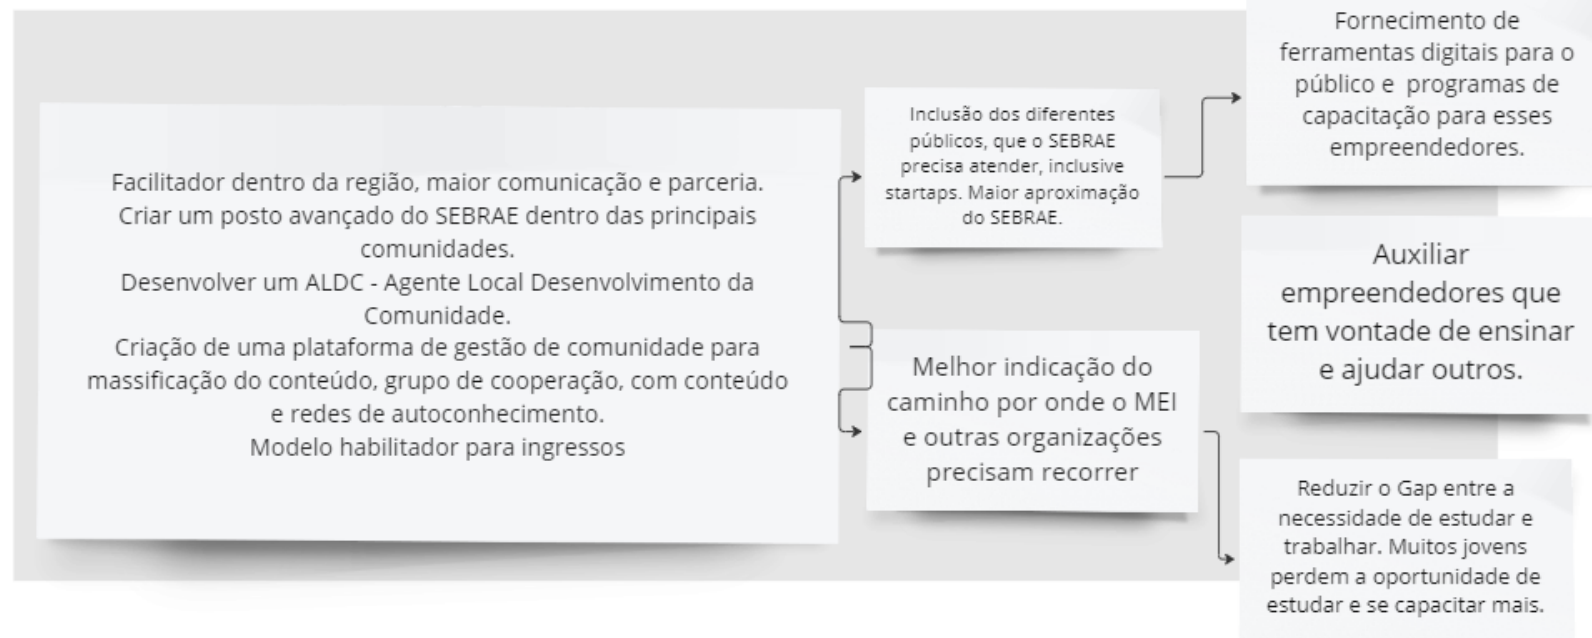 Facilitador dentro da região, maior comunicação e parceria.
Criar um posto avançado do SEBRAE dentro das principais
comunidades.
Desenvolver um ALDC - Agente Local Desenvolvimento da
Comunidade.
Criação de uma plataforma de gestão de comunidade para
massificação do conteúdo, grupo de cooperação, com conteúdo
e redes de autoconhecimento.
Modelo habilitador para ingressos
Inclusão dos diferentes
públicos, que o SEBRAE
precisa atender, inclusive
startaps. Maior aproximação
do SEBRAE.
Melhor indicação do
caminho por onde o MEI
e outras organizações
precisam recorrer
Fornecimento de
ferramentas digitais para o
público e programas de
capacitação para esses
empreendedores.
Auxiliar
empreendedores que
tem vontade de ensinar
e ajudar outros.
Reduzir o Gap entre a
necessidade de estudar e
trabalhar. Muitos jovens
perdem a oportunidade de
estudar e se capacitar mais.